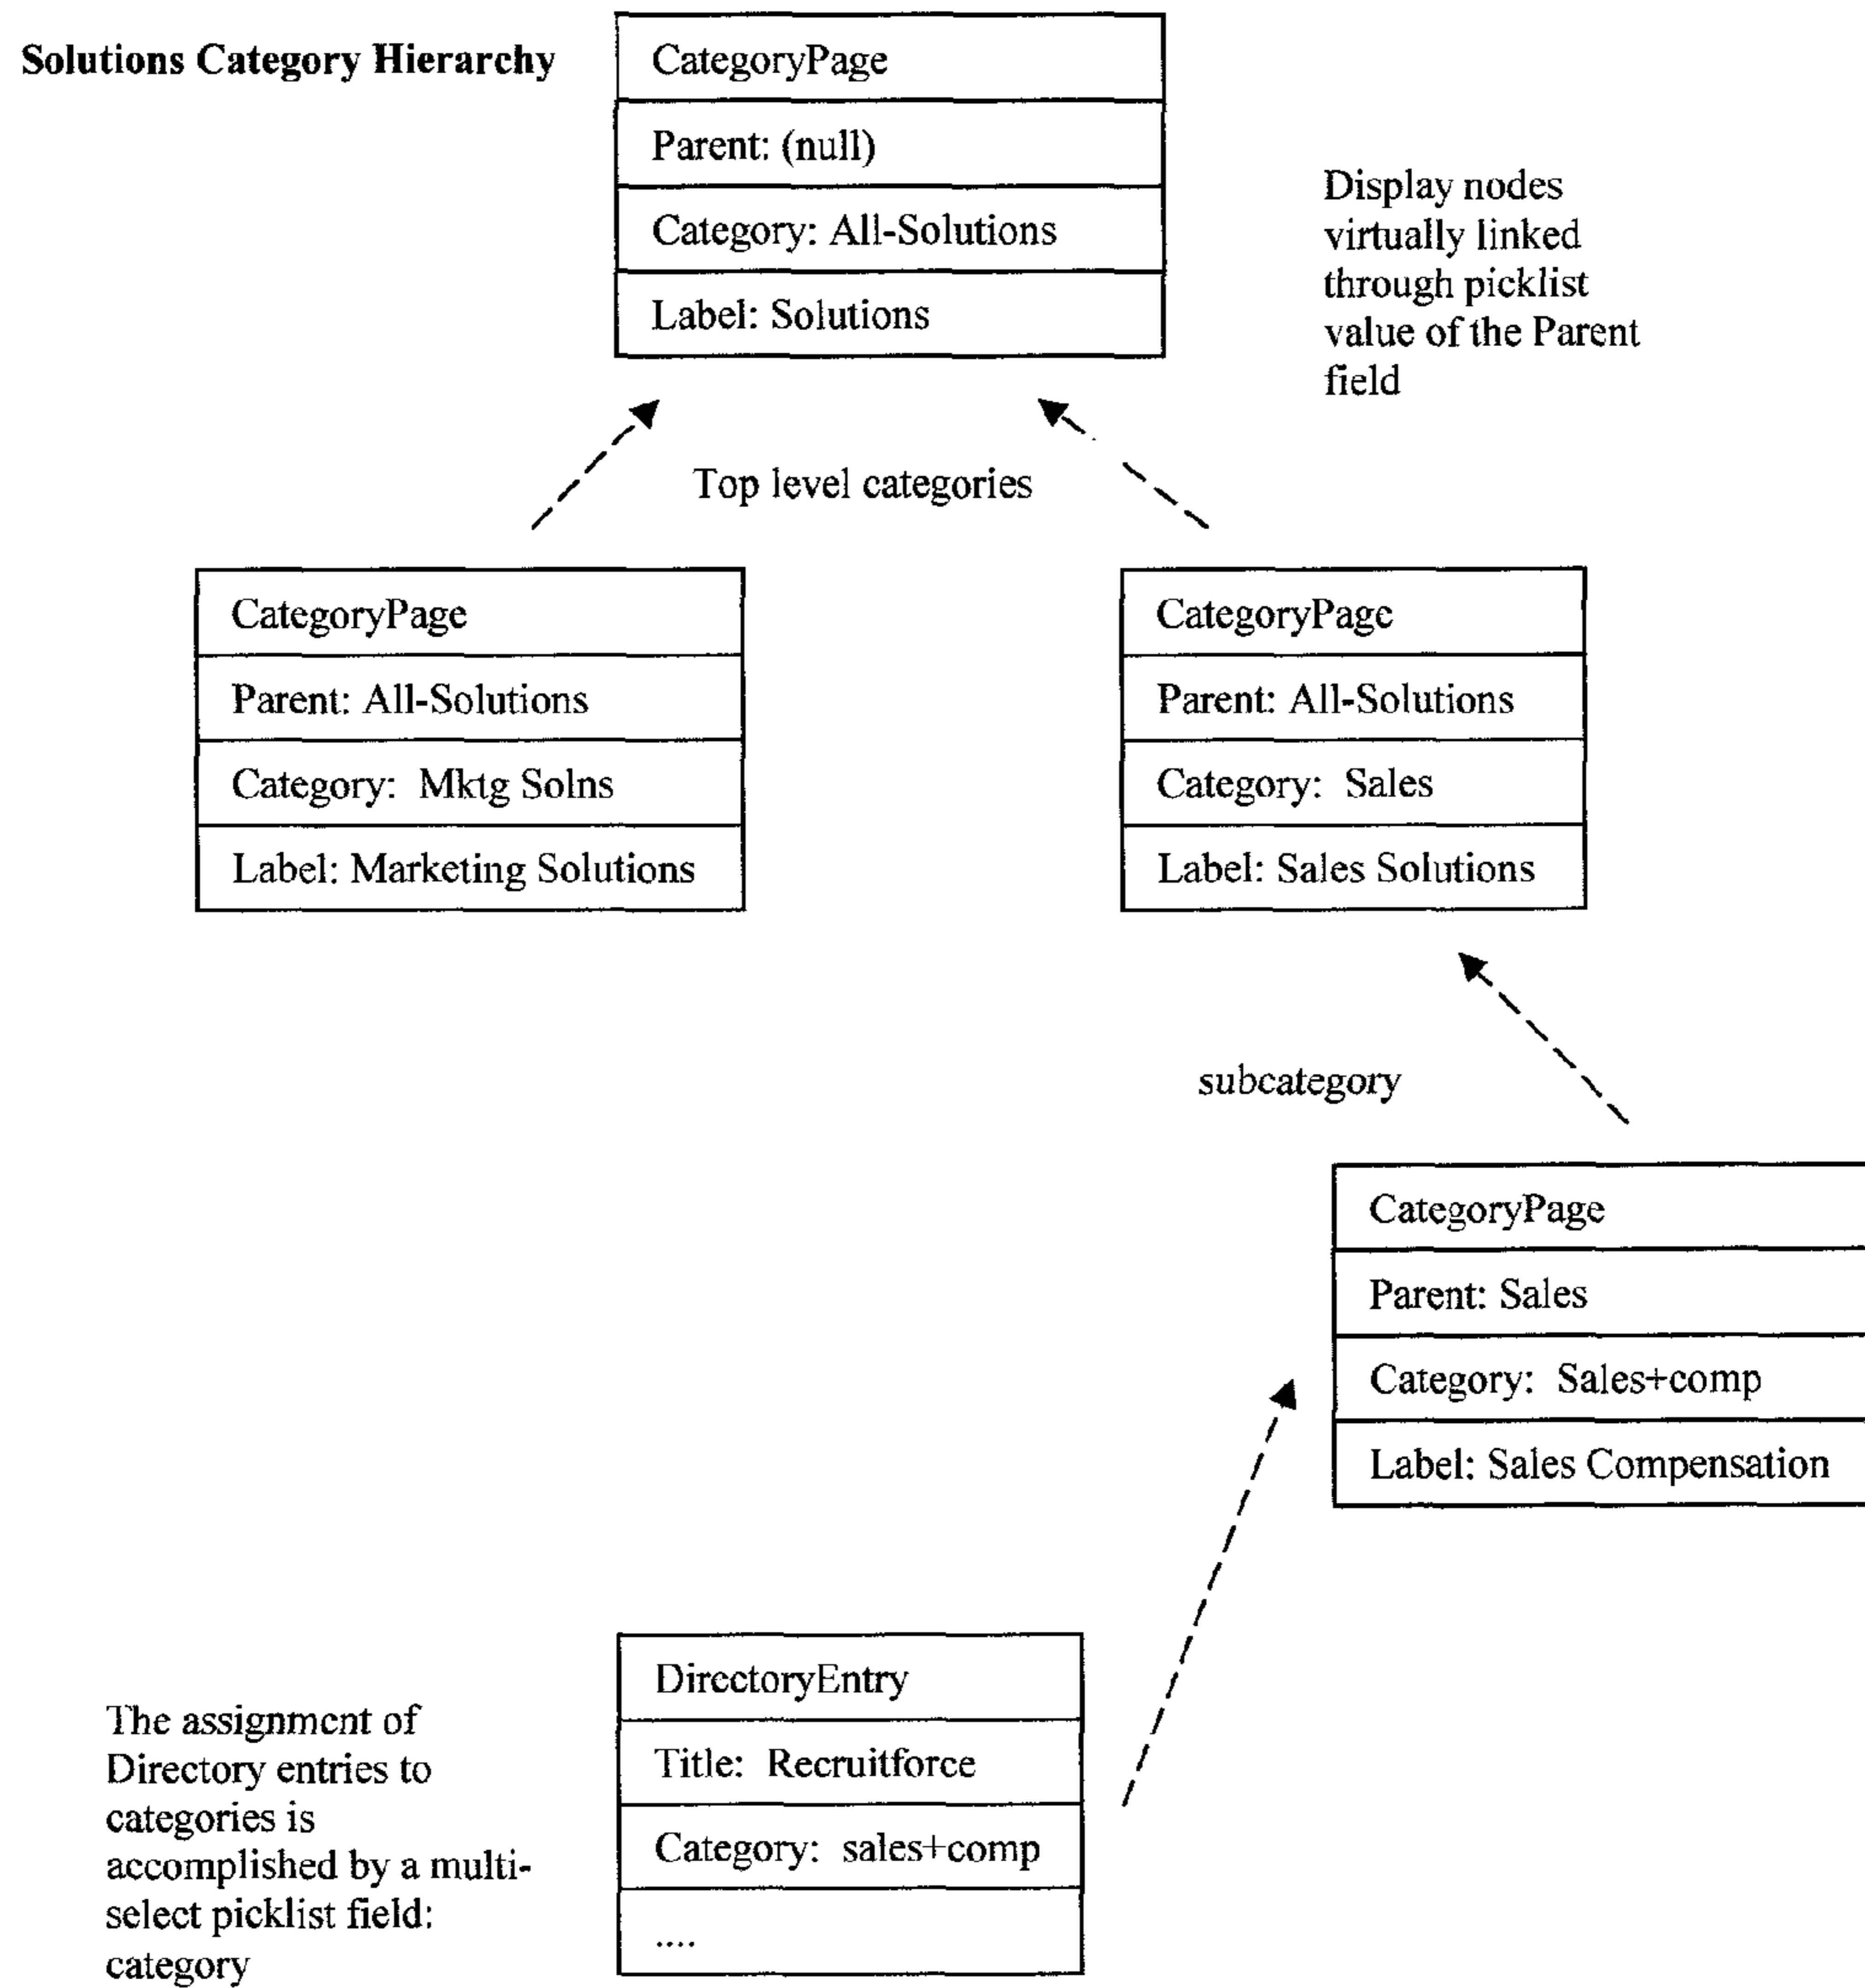 Solutions Category Hierarchy
CategoryPage
Parent: (null)
Category: All-Solutions
Label: Solutions
Display nodes
virtually linked
through picklist
value of the Parent
field
Top level categories
CategoryPage
Parent: All-Solutions
Category: Mktg Solns
Label: Marketing Solutions
CategoryPage
Parent: All-Solutions
Category: Sales
Label: Sales Solutions
subcategory
CategoryPage
Parent: Sales
Category: Sales+comp
Label: Sales Compensation
DirectoryEntry
Title: Recruitforce
Category: sales+comp
....
The assignment of
Directory entries to
categories is
accomplished by a multi-
select picklist field:
category